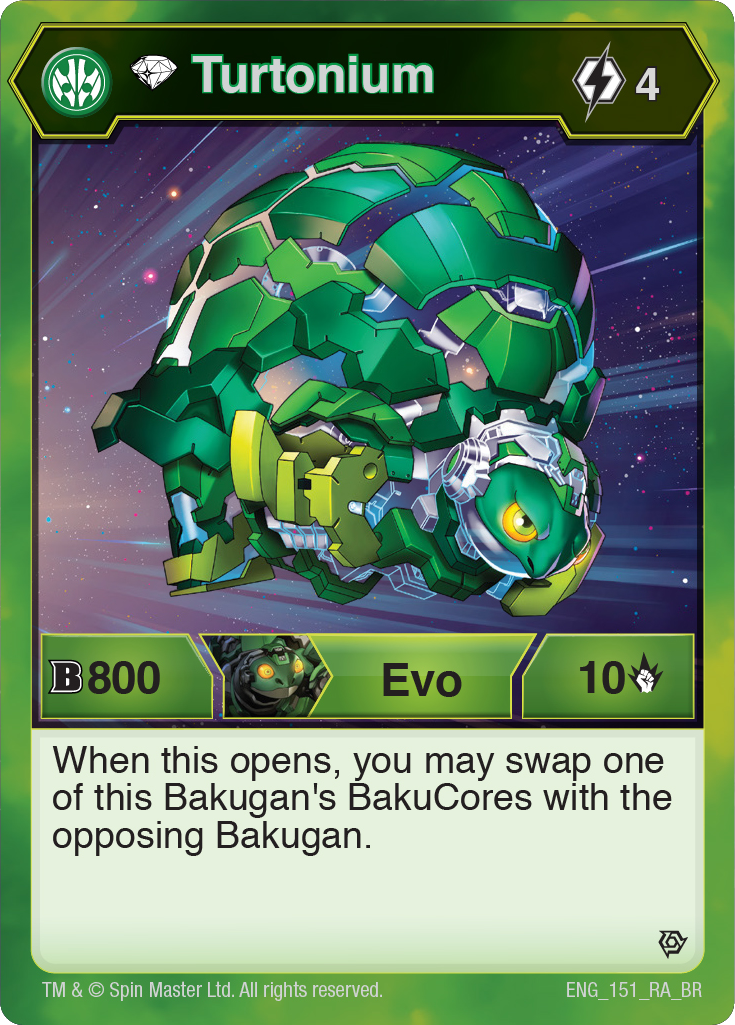 Turtonium
4
B 800
Evo
10
When this opens, you may swap one
of this Bakugan's BakuCores with the
opposing Bakugan.
TM & © Spin Master Ltd. All rights reserved.
ENG_151_RA_BR